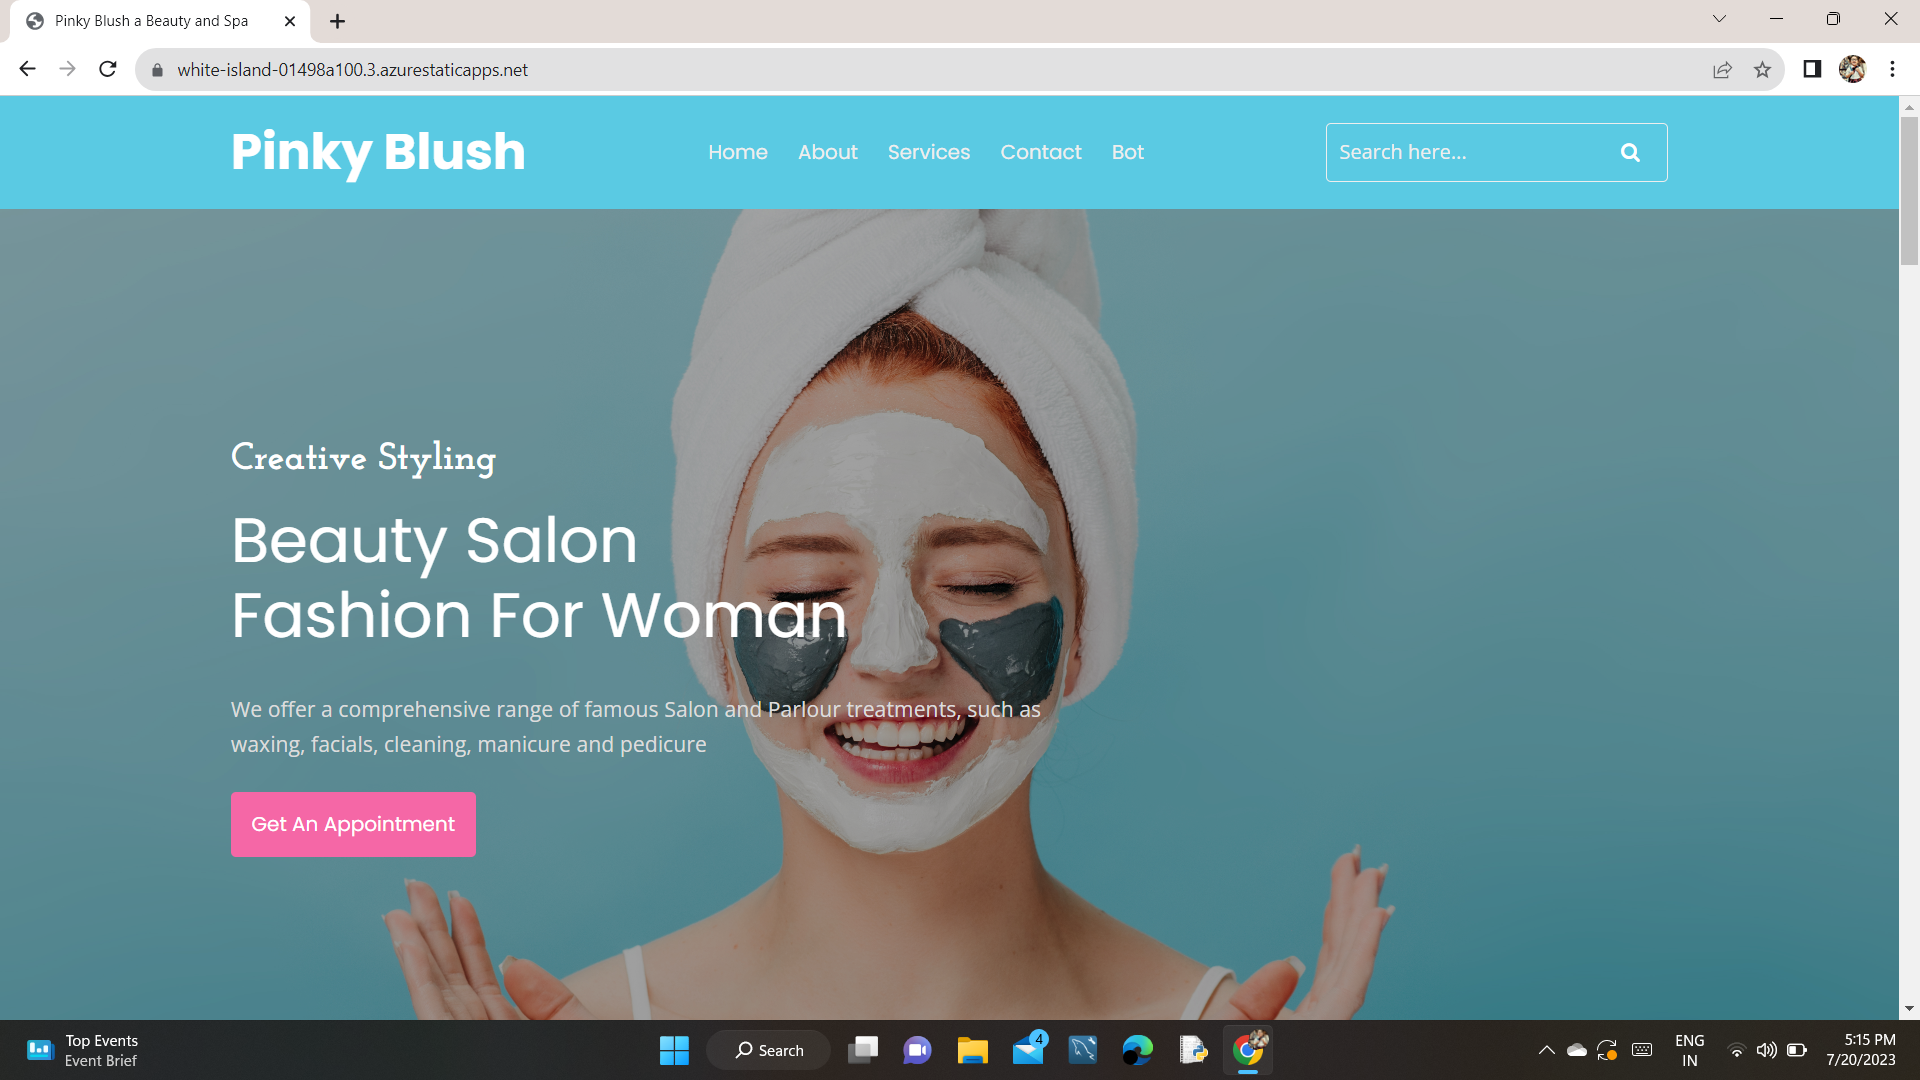 Pinky Blush a Beauty and Spa
white-island-01498a100.3.azurestaticapps.net
Pinky Blush
Home About Services Contact Bot
Search here...
Creative Styling
Beauty Salon
Fashion For Woman
We offer a comprehensive range of famous Salon and Parlour treatments, such as
waxing, facials, cleaning, manicure and pedicure
Get An Appointment
Top Events
Event Brief
Search
4
ENG
IN
5:15 PM
7/20/2023